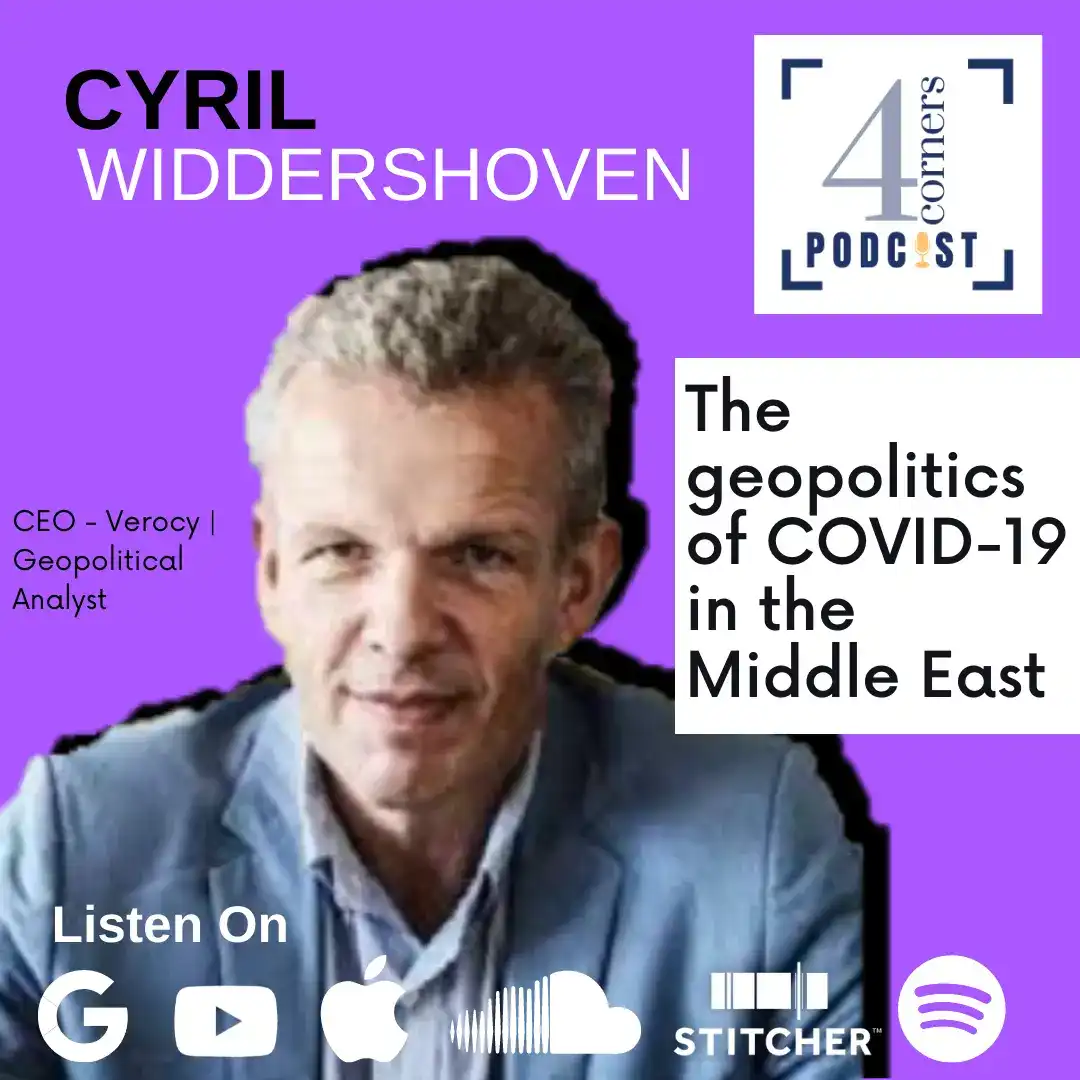 CYRIL
WIDDERSHOVEN
4
corners
PODCAST
The
geopolitics
of COVID-19
in the
Middle East
CEO - Verocy |
Geopolitical
Analyst
Listen On
STITCHER™